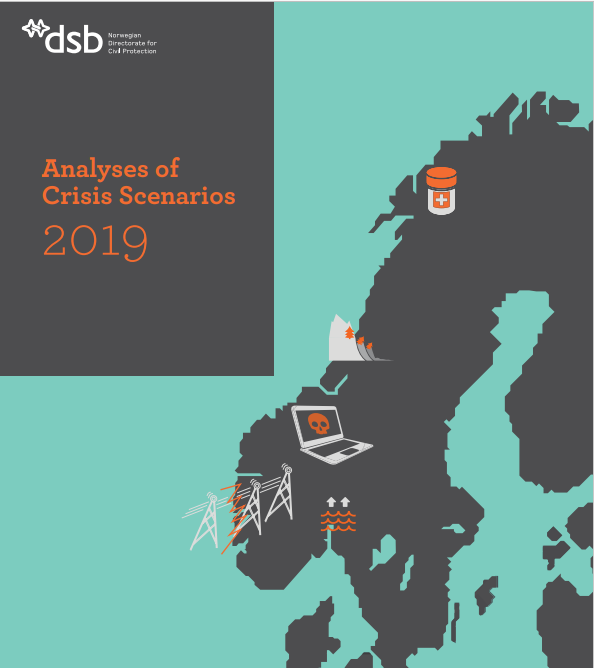 dsb
Norwegian
Directorate for
Civil Protection
Analyses of
Crisis Scenarios
2019